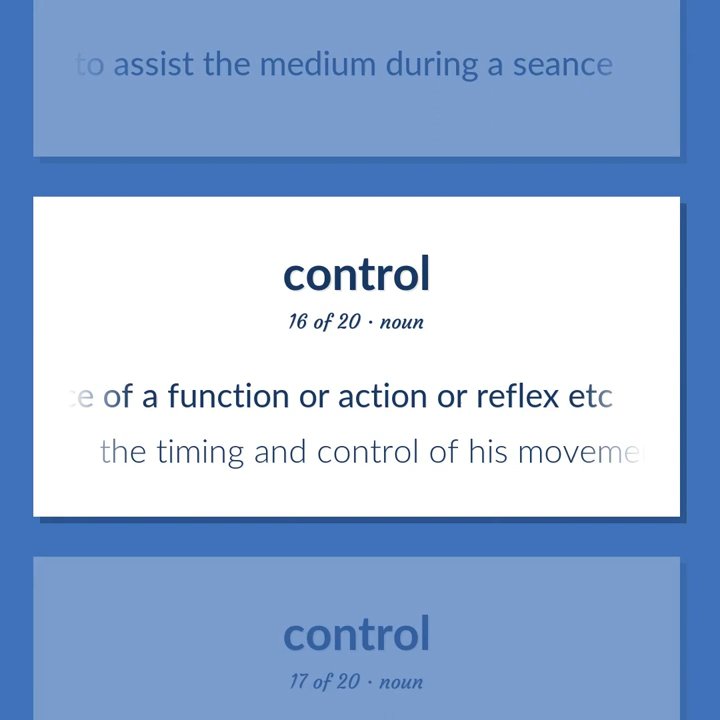 to assist the medium during a seance
control
16 of 20 · noun
of a function or action or reflex etc
the timing and control of his
control
17 of 20 · noun